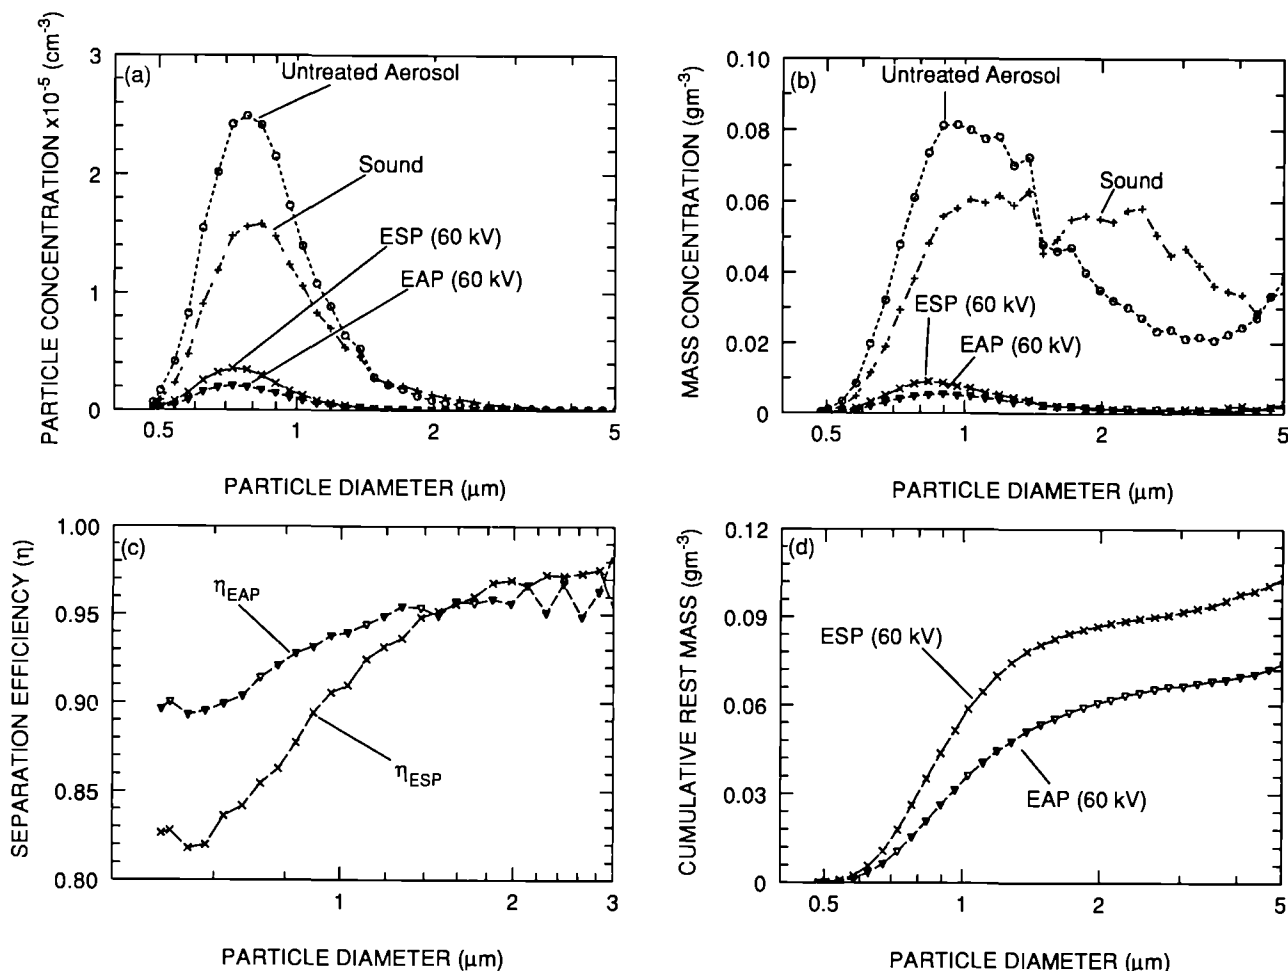 PARTICLE CONCENTRATION x10⁻⁵ (cm⁻³)
3
2
1
0
(a)
Untreated Aerosol
Sound
ESP (60 kV)
EAP (60 kV)
0.5 1 2 5
PARTICLE DIAMETER (μm)
MASS CONCENTRATION (gm⁻³)
0.10
0.08
0.06
0.04
0.02
0
(b)
Untreated Aerosol
Sound
ESP (60 kV)
EAP (60 kV)
0.5 1 2 5
PARTICLE DIAMETER (μm)
SEPARATION EFFICIENCY (η)
1.00
0.95
0.90
0.85
0.80
(c)
ηEAP
ηESP
1 2 3
PARTICLE DIAMETER (μm)
CUMULATIVE REST MASS (gm⁻³)
0.12
0.09
0.06
0.03
0
(d)
ESP (60 kV)
EAP (60 kV)
0.5 1 2 5
PARTICLE DIAMETER (μm)